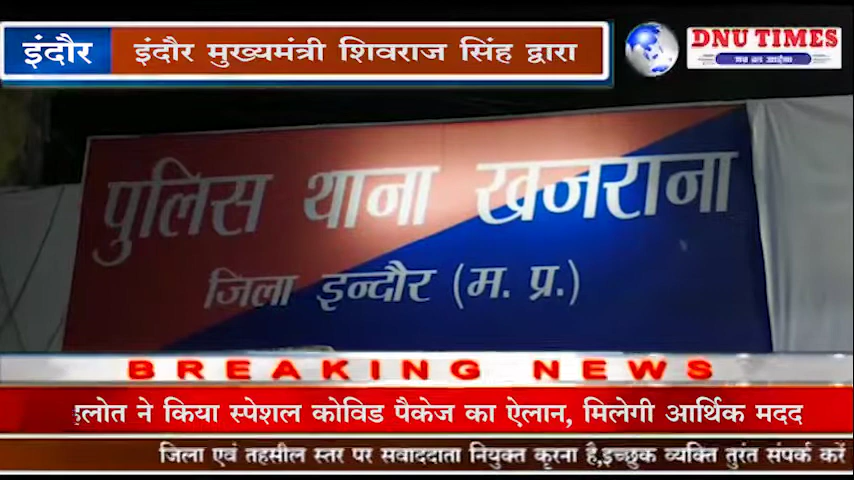 इंदौर
इंदौर मुख्यमंत्री शिवराज सिंह द्वारा
DNU TIMES
पुलिस थाना खजराना
जिला इन्दौर (म. प्र.)
BREAKING NEWS
हलोत ने किया स्पेशल कोविड पैकेज का ऐलान, मिलेगी आर्थिक मदद
जिला एवं तहसील स्तर पर सवाददाता नियुक्त करना है,इच्छुक व्यक्ति तुरंत संपर्क करें